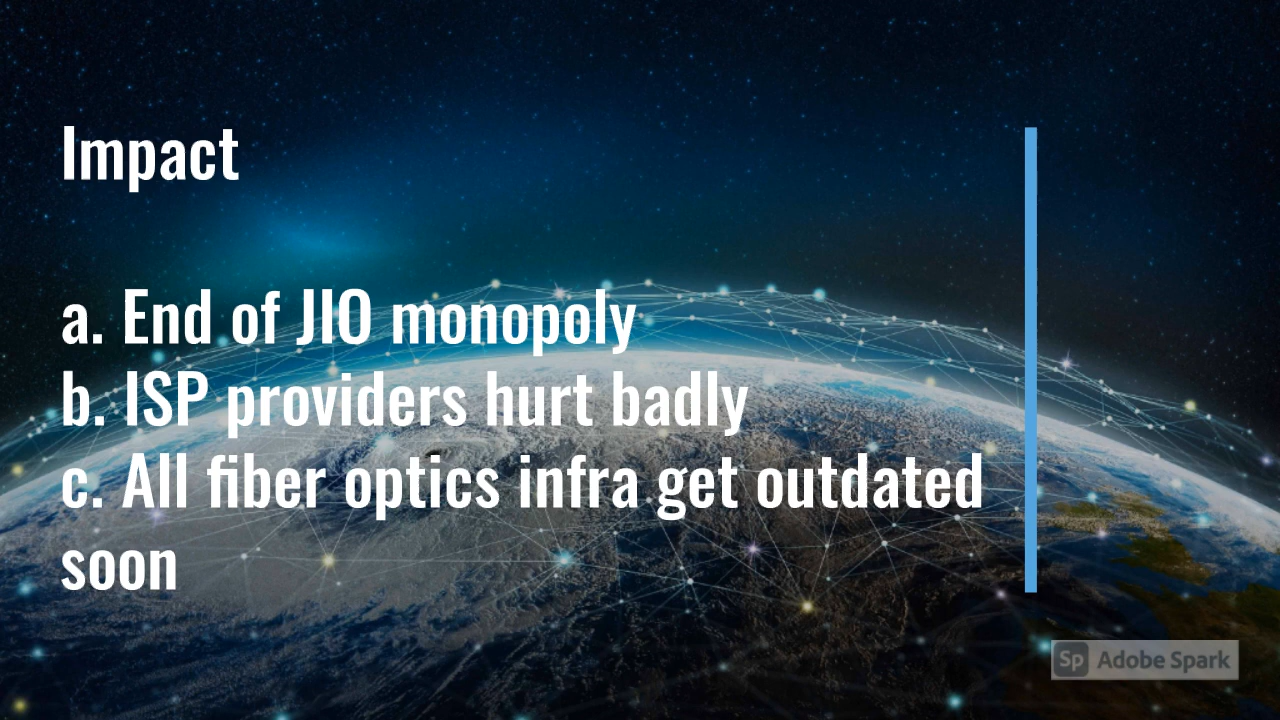 Impact
a. End of JIO monopoly
b. ISP providers hurt badly
c. All fiber optics infra get outdated
soon
Sp Adobe Spark